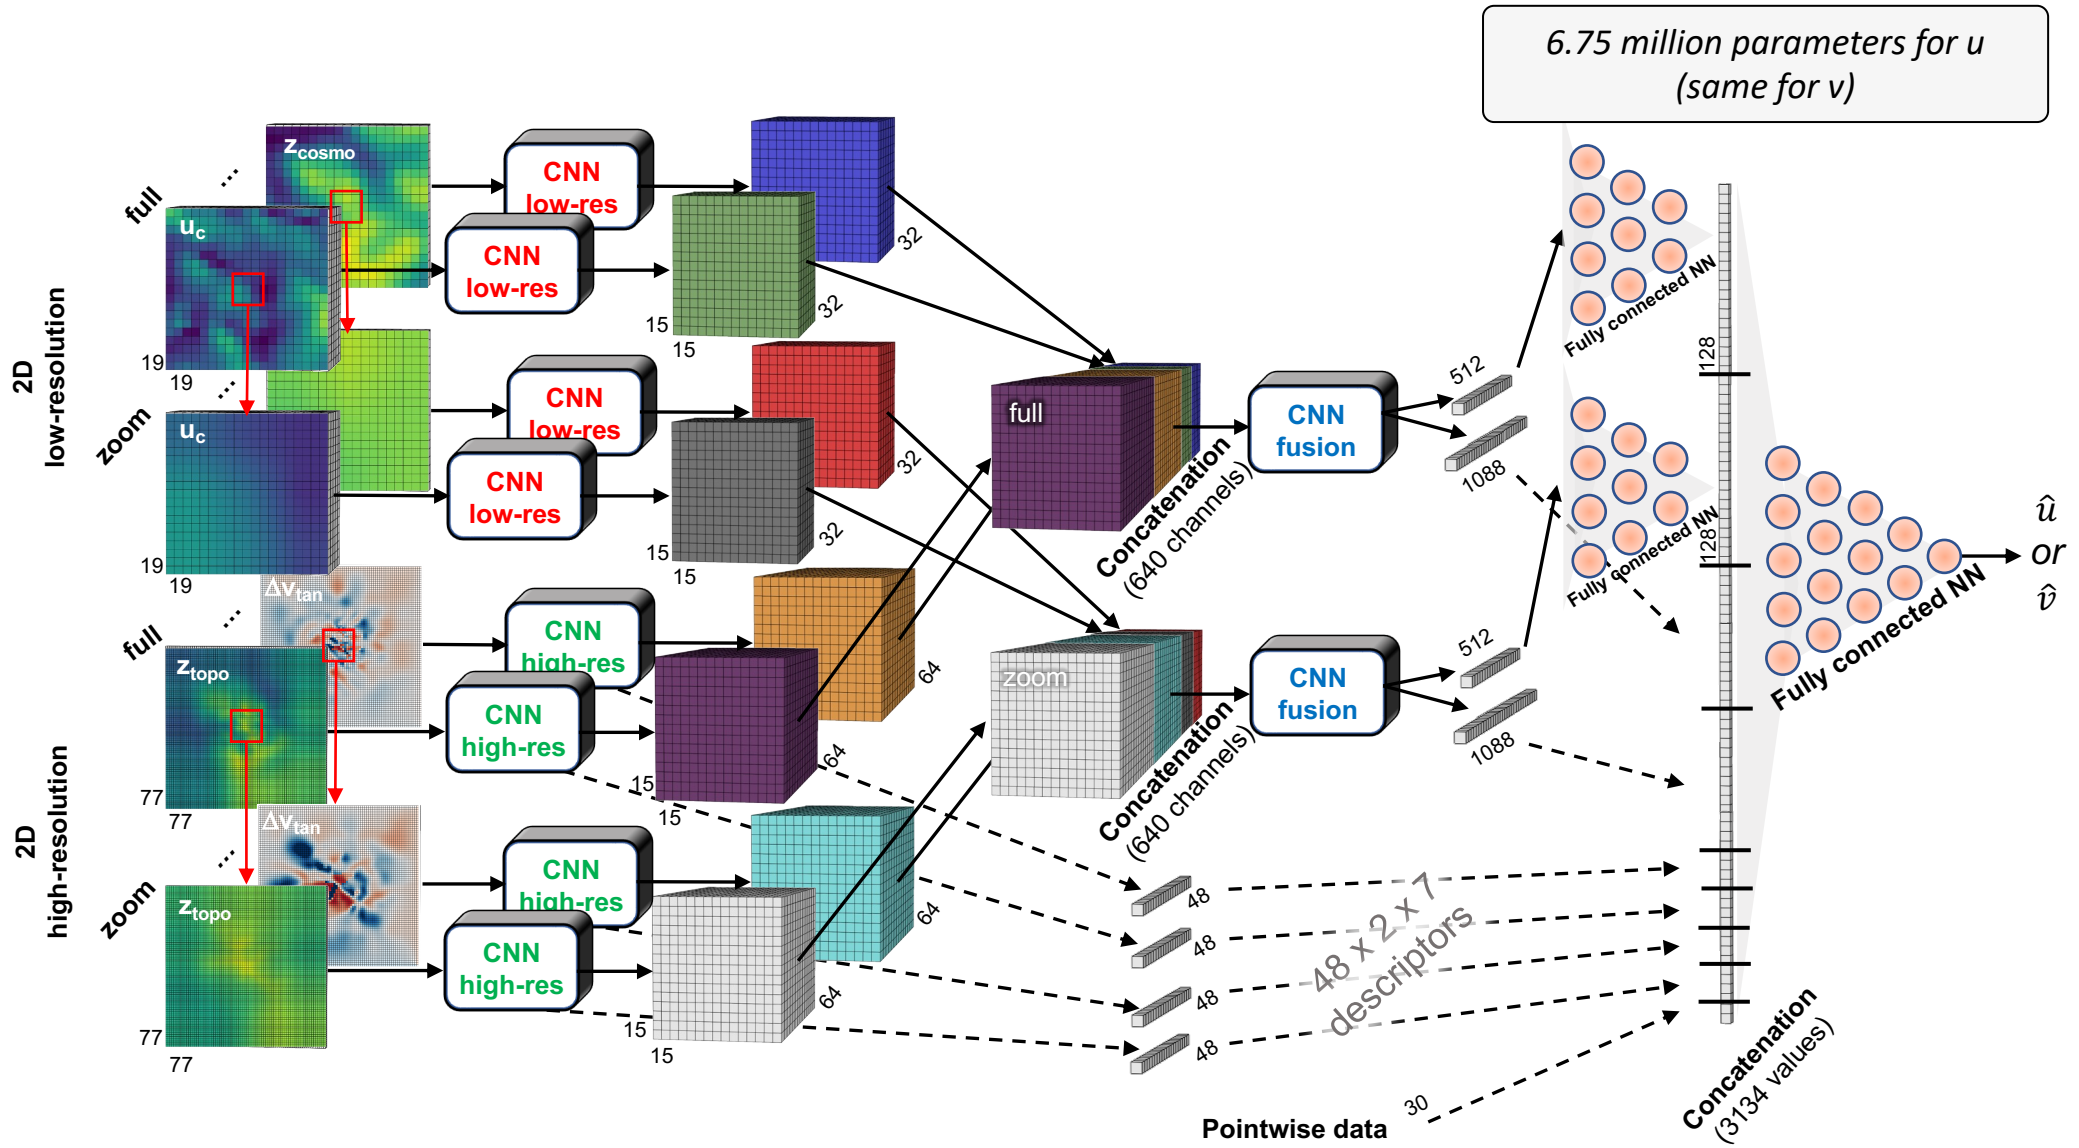 6.75 million parameters for u
(same for v)
2D
low-resolution
full
...
z_cosmo
u_c
19
19
CNN
low-res
CNN
low-res
32
32
15
15
zoom
...
u_c
19
19
CNN
low-res
CNN
low-res
32
32
15
15
2D
high-resolution
full
...
Δv_tan
z_topo
77
77
CNN
high-res
CNN
high-res
64
64
15
15
zoom
...
Δv_tan
z_topo
77
77
CNN
high-res
CNN
high-res
64
64
15
15
full
Concatenation
(640 channels)
CNN
fusion
512
1088
zoom
Concatenation
(640 channels)
CNN
fusion
512
1088
Fully connected NN
128
Fully connected NN
128
48
48
48
48
48 x 2 x 7
descriptors
Pointwise data
30
Concatenation
(3134 values)
Fully connected NN
û
or
v̂